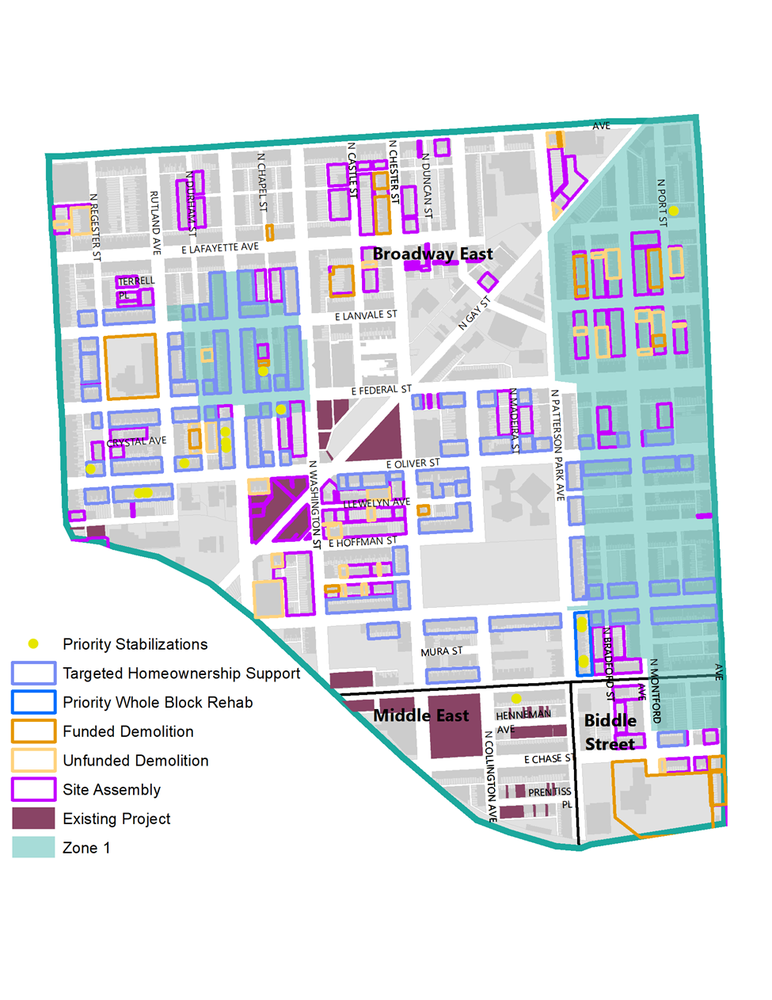 AVE
N CASTLE ST
N CHESTER ST
N DUNCAN ST
N CHAPEL ST
N DURHAM ST
RUTLAND AVE
N REGESTER ST
N PORT ST
E LAFAYETTE AVE
Broadway East
TERRELL
PL
E LANVALE ST
N GAY ST
E FEDERAL ST
N MADEIRA ST
N PATTERSON PARK AVE
CRYSTAL AVE
E OLIVER ST
N WASHINGTON ST
LLEWELYN AVE
E HOFFMAN ST
MURA ST
N BRADFORD ST
N MONTFORD
AVE
AVE
Middle East
HENNEMAN
AVE
Biddle
Street
N COLLINGTON AVE
E CHASE ST
PRENTISS
PL
Priority Stabilizations
Targeted Homeownership Support
Priority Whole Block Rehab
Funded Demolition
Unfunded Demolition
Site Assembly
Existing Project
Zone 1